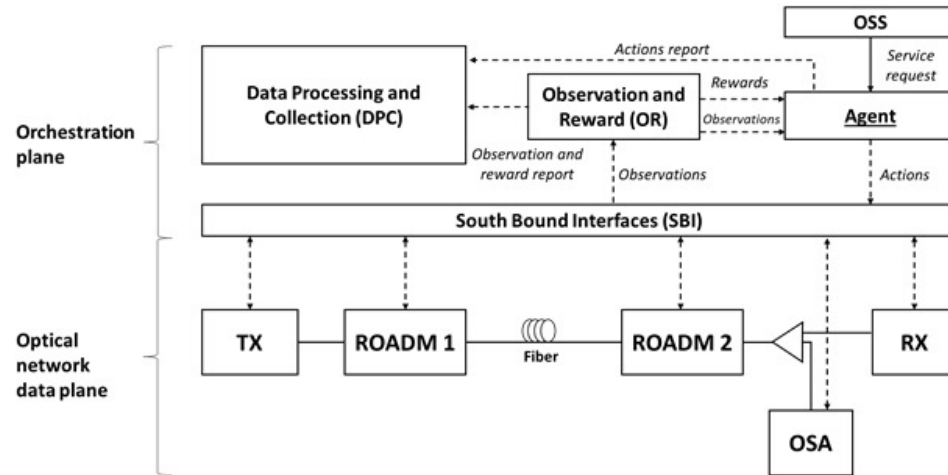 OSS
Actions report
Service
request
Data Processing and
Collection (DPC)
Observation and
Reward (OR)
Rewards
Observations
Agent
Orchestration
plane
Observation and
reward report
Observations
Actions
South Bound Interfaces (SBI)
TX
ROADM 1
Fiber
ROADM 2
RX
Optical
network
data plane
OSA